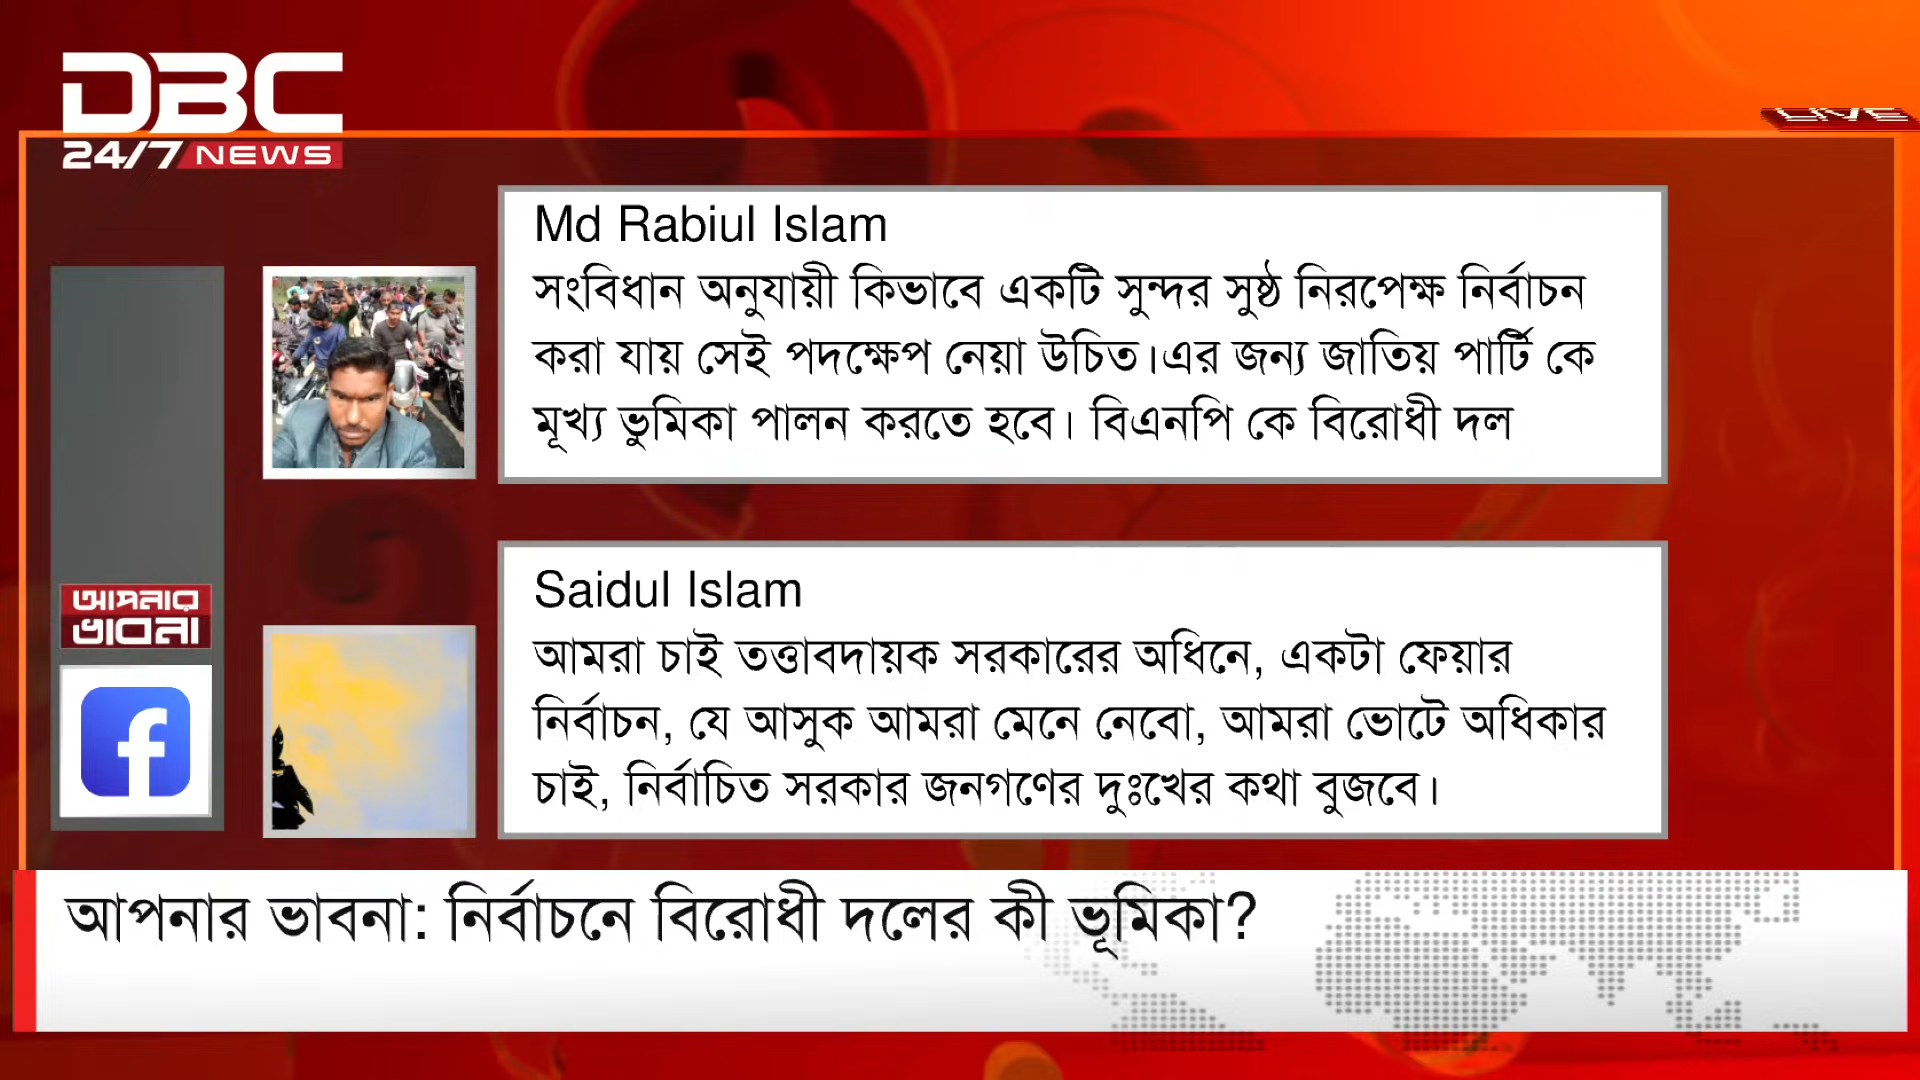 DBC
24/7 NEWS
LIVE
Md Rabiul Islam
সংবিধান অনুযায়ী কিভাবে একটি সুন্দর সুষ্ঠ নিরপেক্ষ নির্বাচন
করা যায় সেই পদক্ষেপ নেয়া উচিত।এর জন্য জাতিয় পার্টি কে
মূখ্য ভুমিকা পালন করতে হবে। বিএনপি কে বিরোধী দল
Saidul Islam
আমরা চাই তত্তাবদায়ক সরকারের অধিনে, একটা ফেয়ার
নির্বাচন, যে আসুক আমরা মেনে নেবো, আমরা ভোটে অধিকার
চাই, নির্বাচিত সরকার জনগণের দুঃখের কথা বুজবে।
আপনার
ভাবনা
f
আপনার ভাবনা: নির্বাচনে বিরোধী দলের কী ভূমিকা?